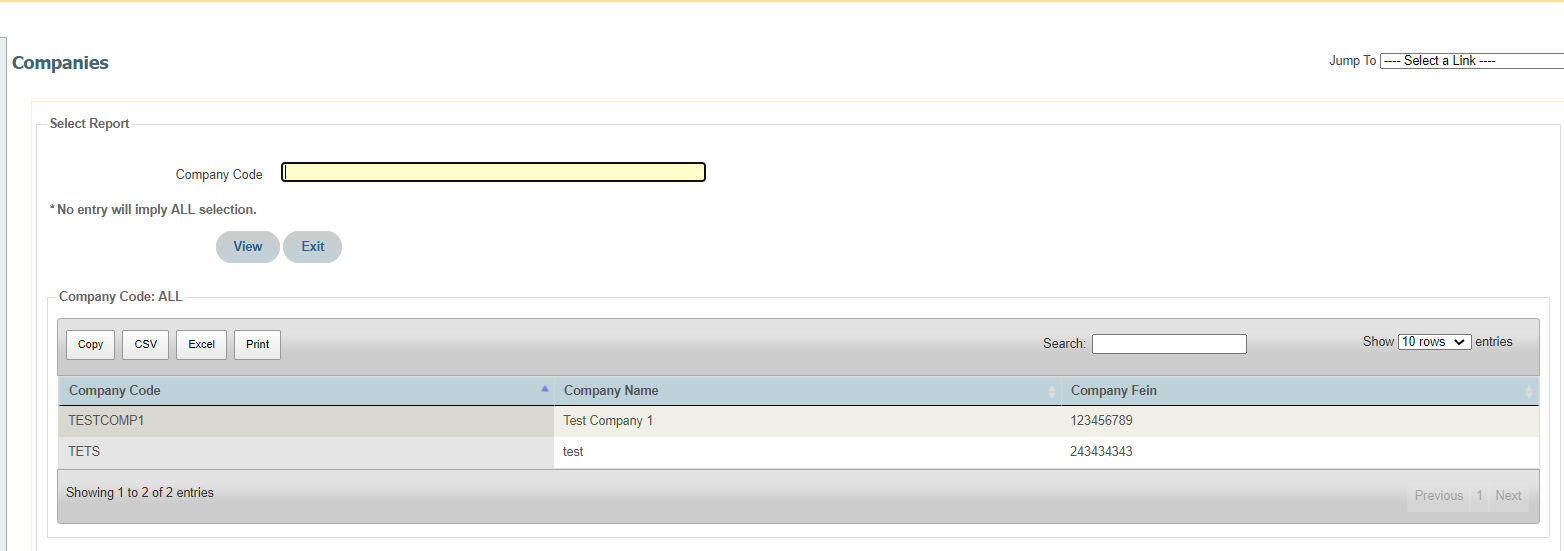 Companies
Jump To ---- Select a Link ----
Select Report
Company Code
* No entry will imply ALL selection.
View Exit
Company Code: ALL
Copy CSV Excel Print Search: Show 10 rows entries
Company Code Company Name Company Fein
TESTCOMP1 Test Company 1 123456789
TETS test 243434343
Showing 1 to 2 of 2 entries
Previous 1 Next